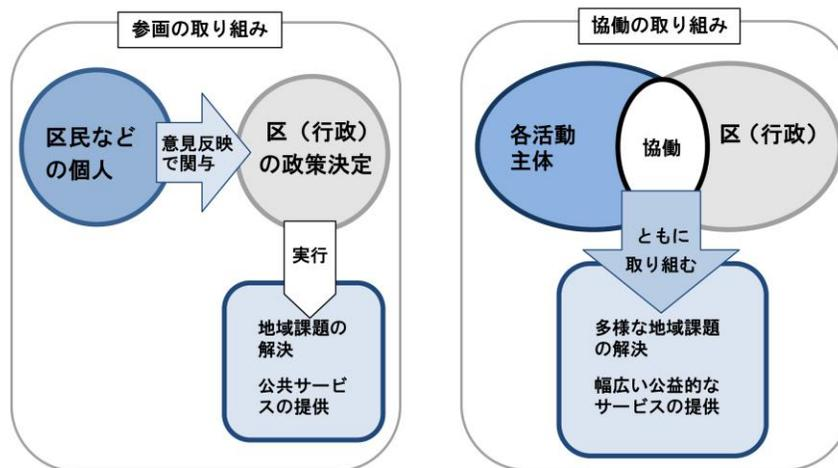 参画の取り組み
区民など
の個人
意見反映
で関与
区（行政）
の政策決定
実行
地域課題の
解決
公共サービ
スの提供
協働の取り組み
各活動
主体
協働
区（行政）
ともに
取り組む
多様な地域課題
の解決
幅広い公益的な
サービスの提供